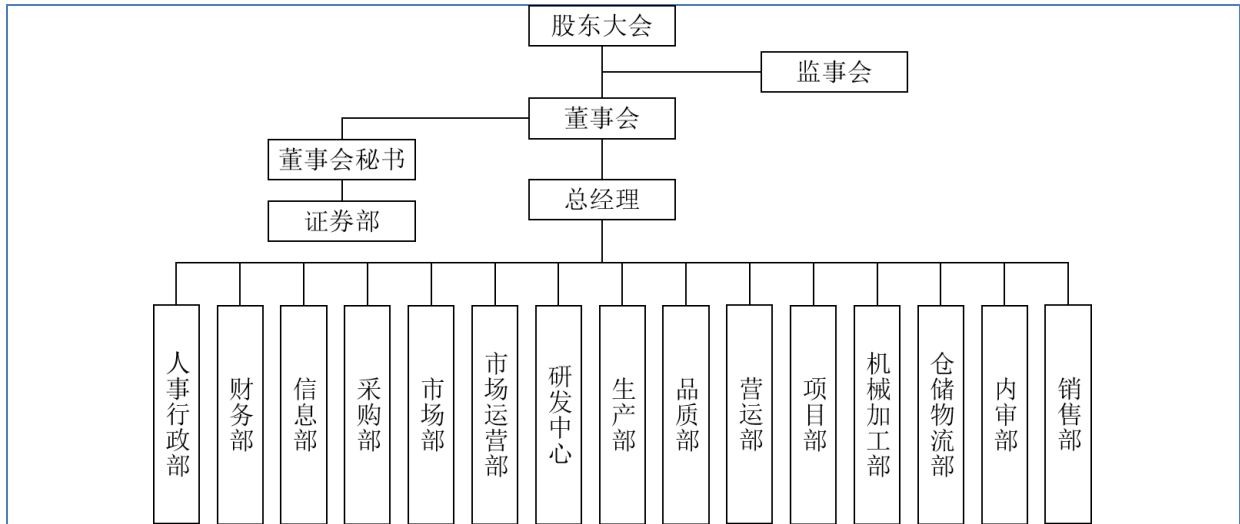 股东大会
监事会
董事会
董事会秘书
总经理
证券部
人事行政部
财务部
信息部
采购部
市场部
市场运营部
研发中心
生产部
品质部
营运部
项目部
机械加工部
仓储物流部
内审部
销售部